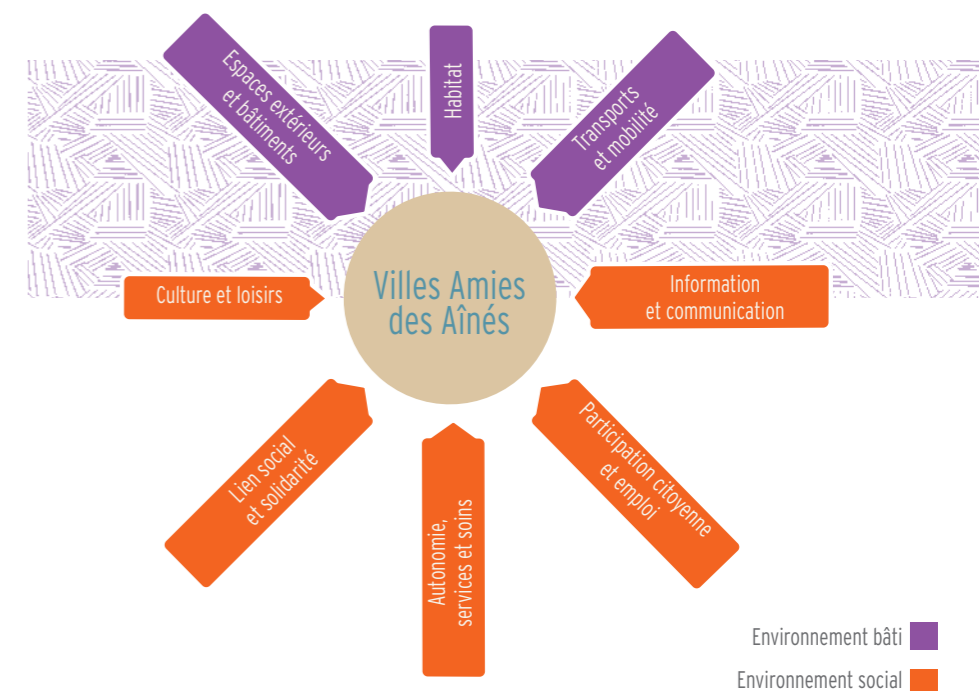 Espaces extérieurs
et bâtiments
Habitat
Transports
et mobilité
Culture et loisirs
Villes Amies
des Aînés
Information
et communication
Lien social
et solidarité
Autonomie,
services et soins
Participation citoyenne
et emploi
Environnement bâti
Environnement social